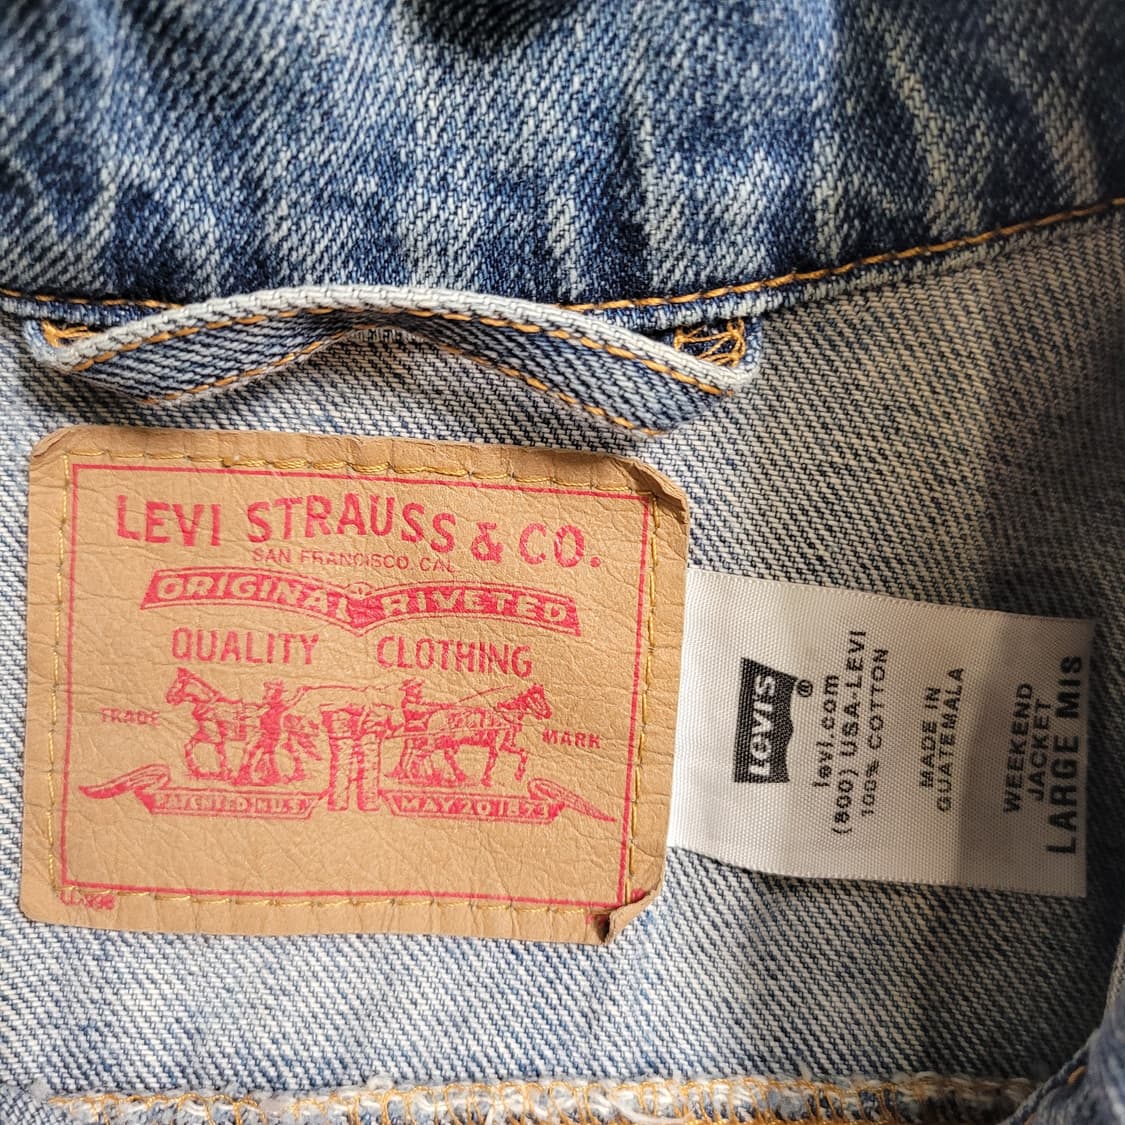 LEVI STRAUSS & CO.
SAN FRANCISCO, CAL.
ORIGINAL RIVETED
QUALITY CLOTHING
TRADE MARK
PATENTED IN U.S. MAY 20 1873
Levi's®
levi.com
(800) USA-LEVI
100% COTTON
MADE IN
GUATEMALA
WEEKEND
JACKET
LARGE MIS